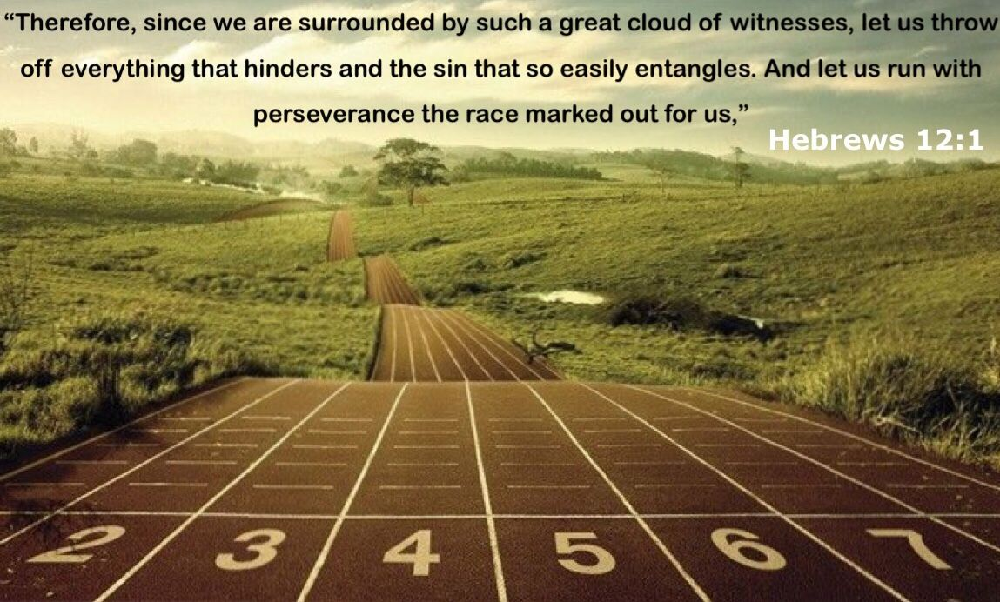 “Therefore, since we are surrounded by such a great cloud of witnesses, let us throw
off everything that hinders and the sin that so easily entangles. And let us run with
perseverance the race marked out for us,”
Hebrews 12:1
2 3 4 5 6 7